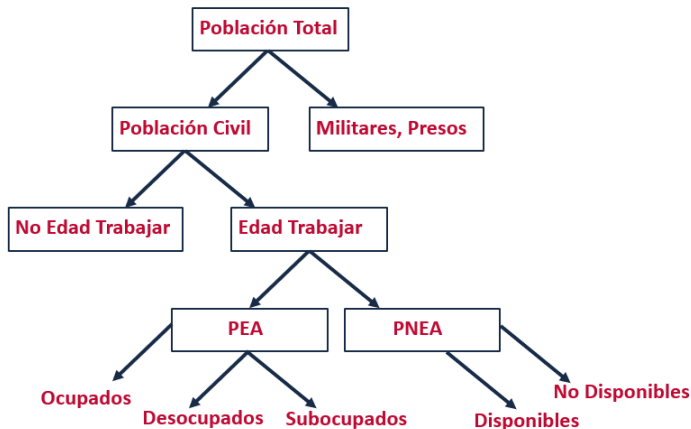 Población Total
Población Civil
Militares, Presos
No Edad Trabajar
Edad Trabajar
PEA
PNEA
Ocupados
Desocupados
Subocupados
Disponibles
No Disponibles